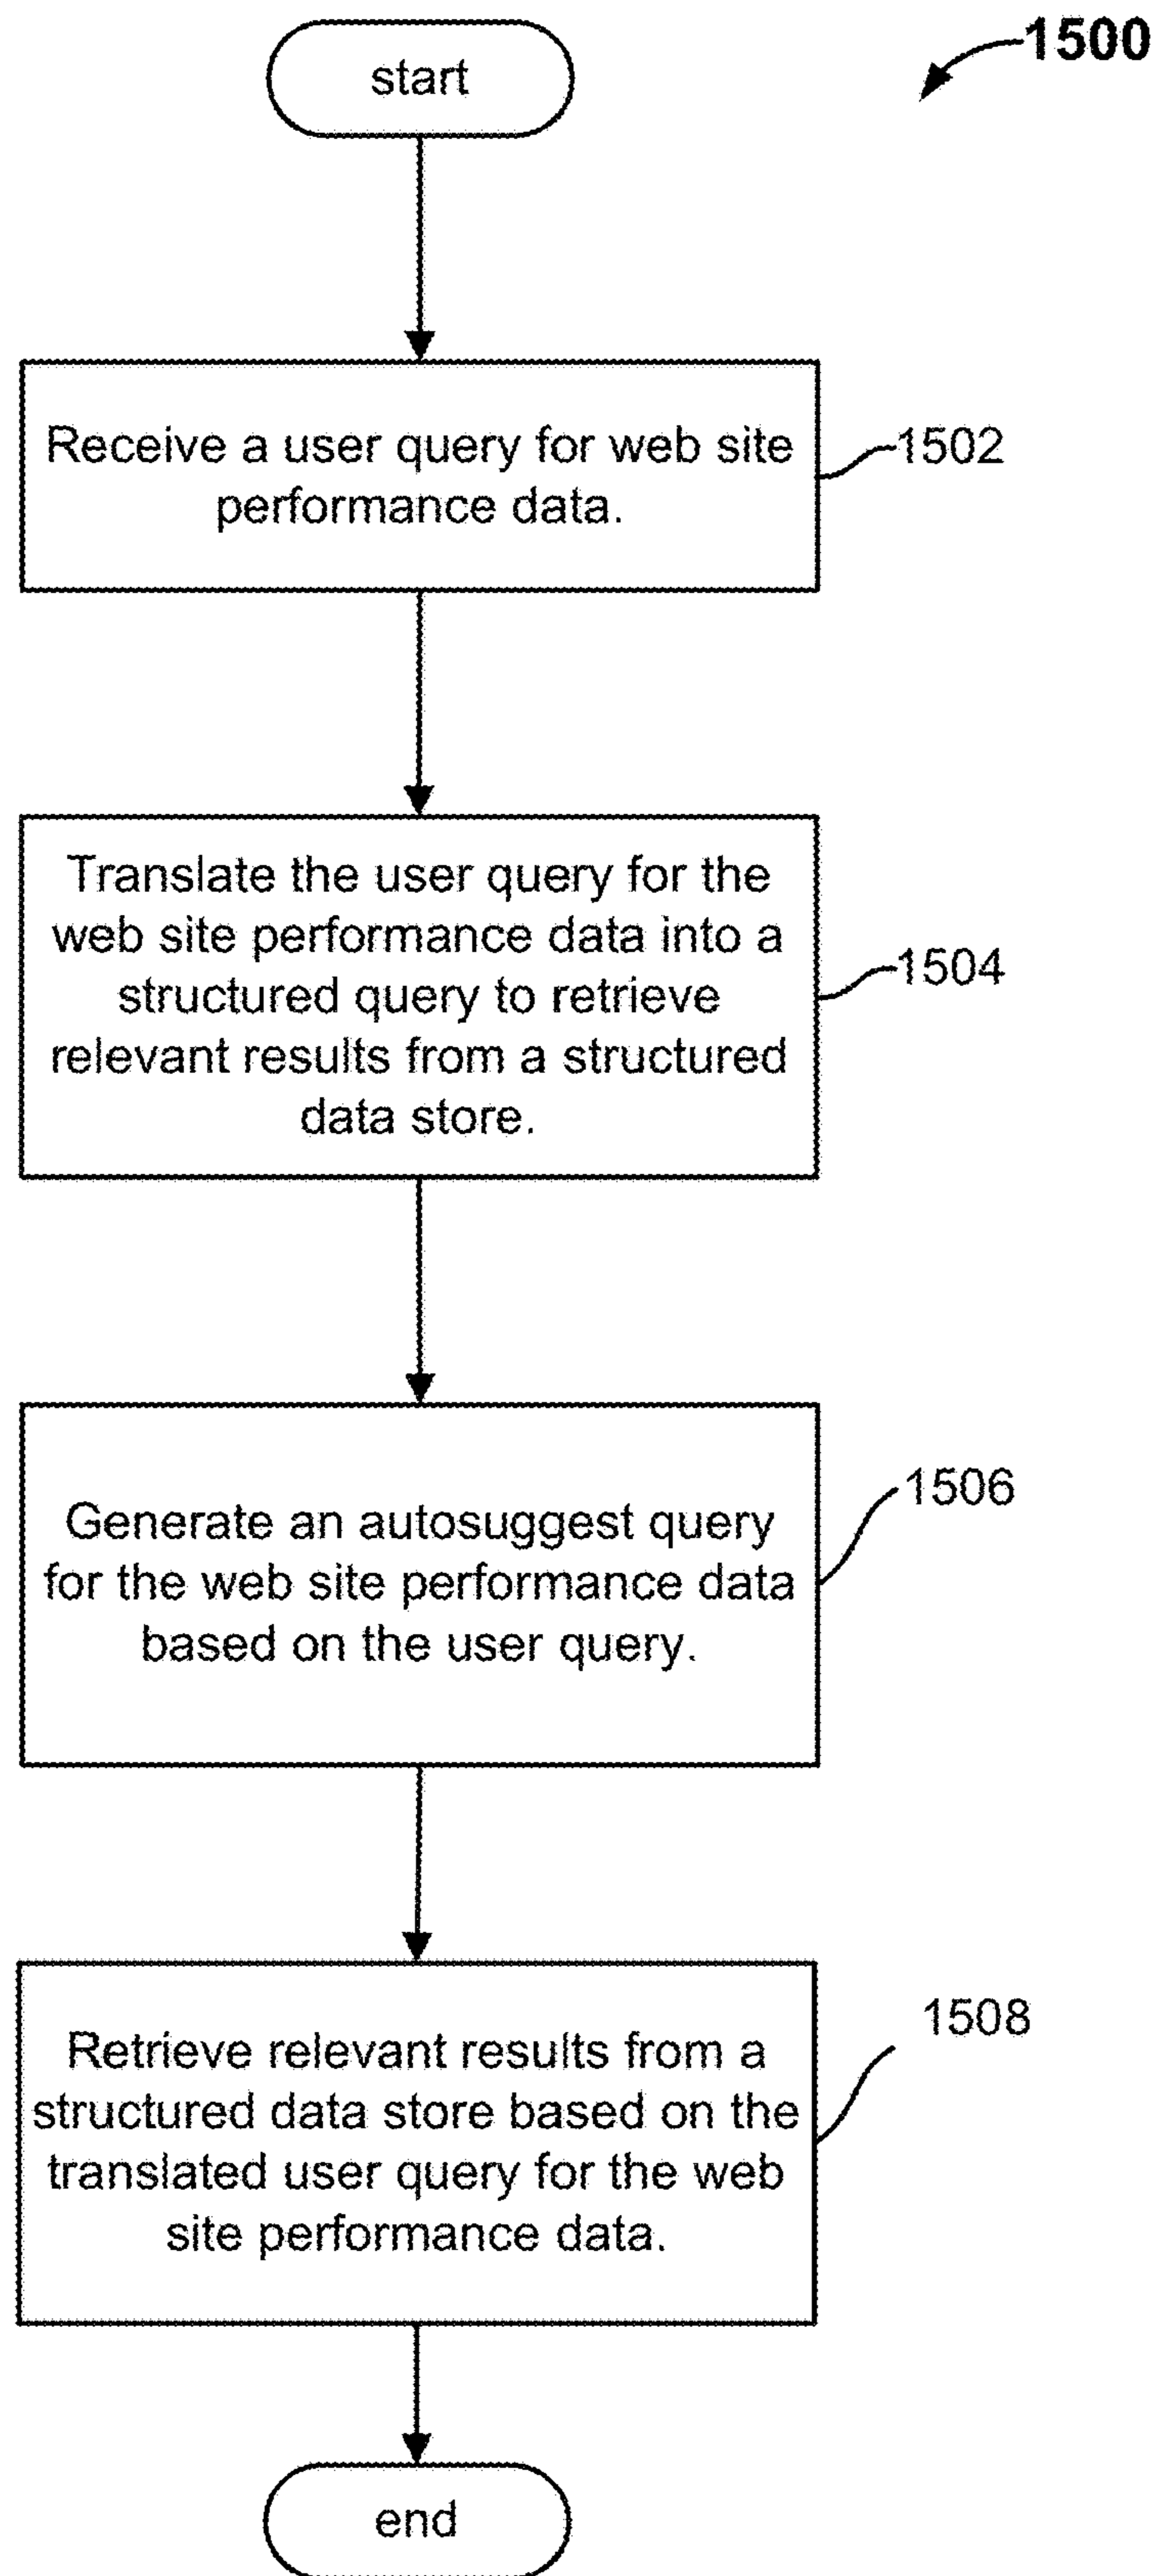 start
1500
Receive a user query for web site
performance data.
1502
Translate the user query for the
web site performance data into a
structured query to retrieve
relevant results from a structured
data store.
1504
Generate an autosuggest query
for the web site performance data
based on the user query.
1506
Retrieve relevant results from a
structured data store based on the
translated user query for the web
site performance data.
1508
end